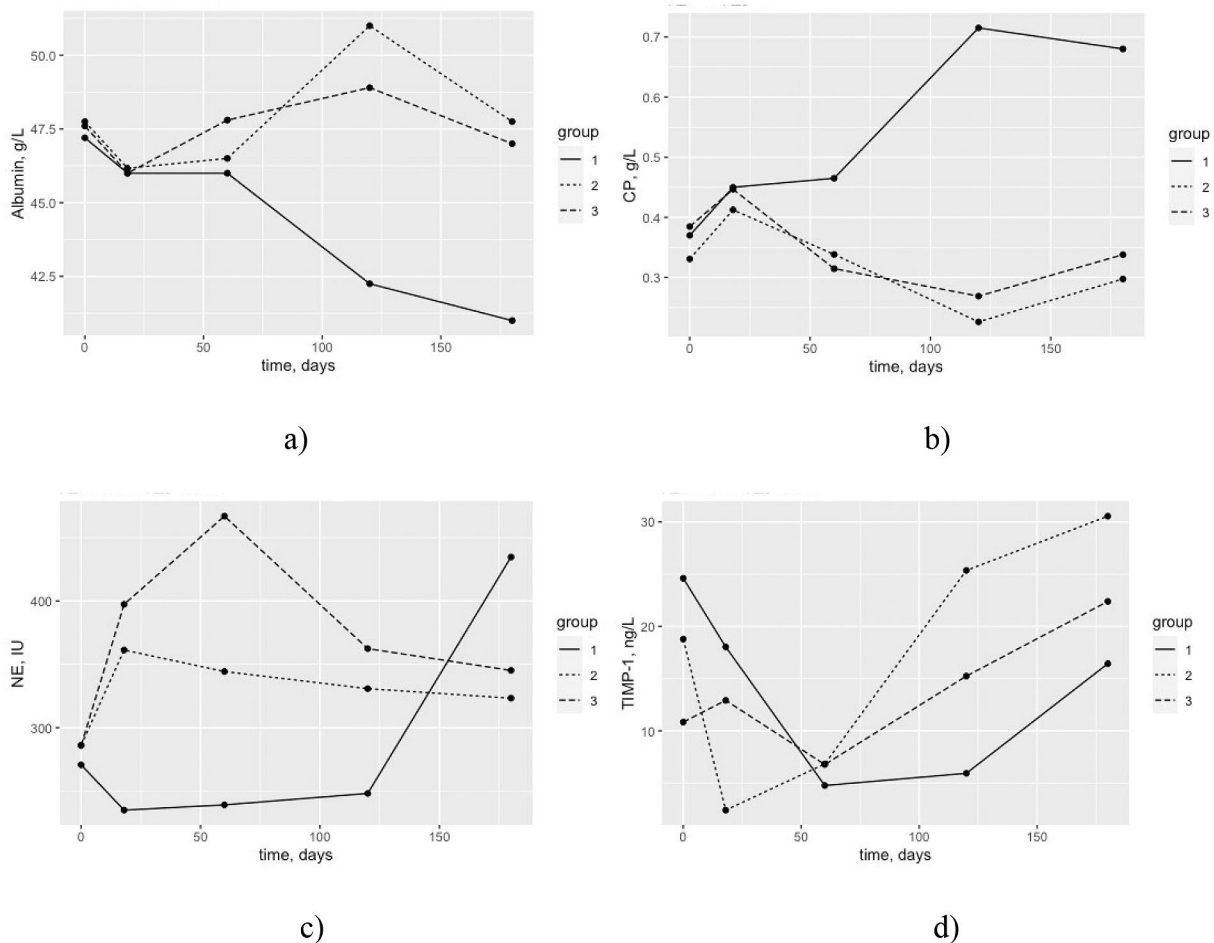 50.0
47.5
45.0
42.5
Albumin, g/L
0 50 100 150
time, days
group
1
2
3
a)
0.7
0.6
0.5
0.4
0.3
CP, g/L
0 50 100 150
time, days
group
1
2
3
b)
400
300
NE, IU
0 50 100 150
time, days
group
1
2
3
c)
30
20
10
TIMP-1, ng/L
0 50 100 150
time, days
group
1
2
3
d)